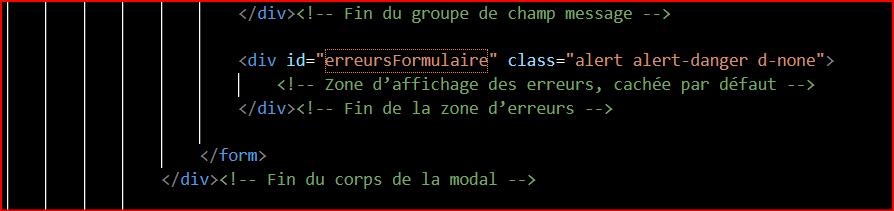 </div><!-- Fin du groupe de champ message -->
<div id="erreursFormulaire" class="alert alert-danger d-none">
<!-- Zone d’affichage des erreurs, cachée par défaut -->
</div><!-- Fin de la zone d’erreurs -->
</form>
</div><!-- Fin du corps de la modal -->